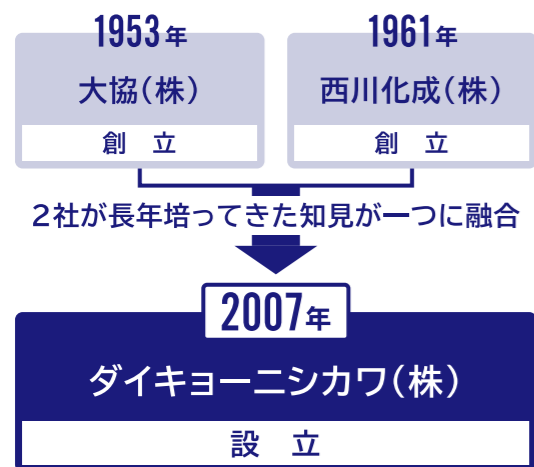 1953年
大協(株)
創 立
1961年
西川化成(株)
創 立
2社が長年培ってきた知見が一つに融合
2007年
ダイキョーニシカワ(株)
設 立